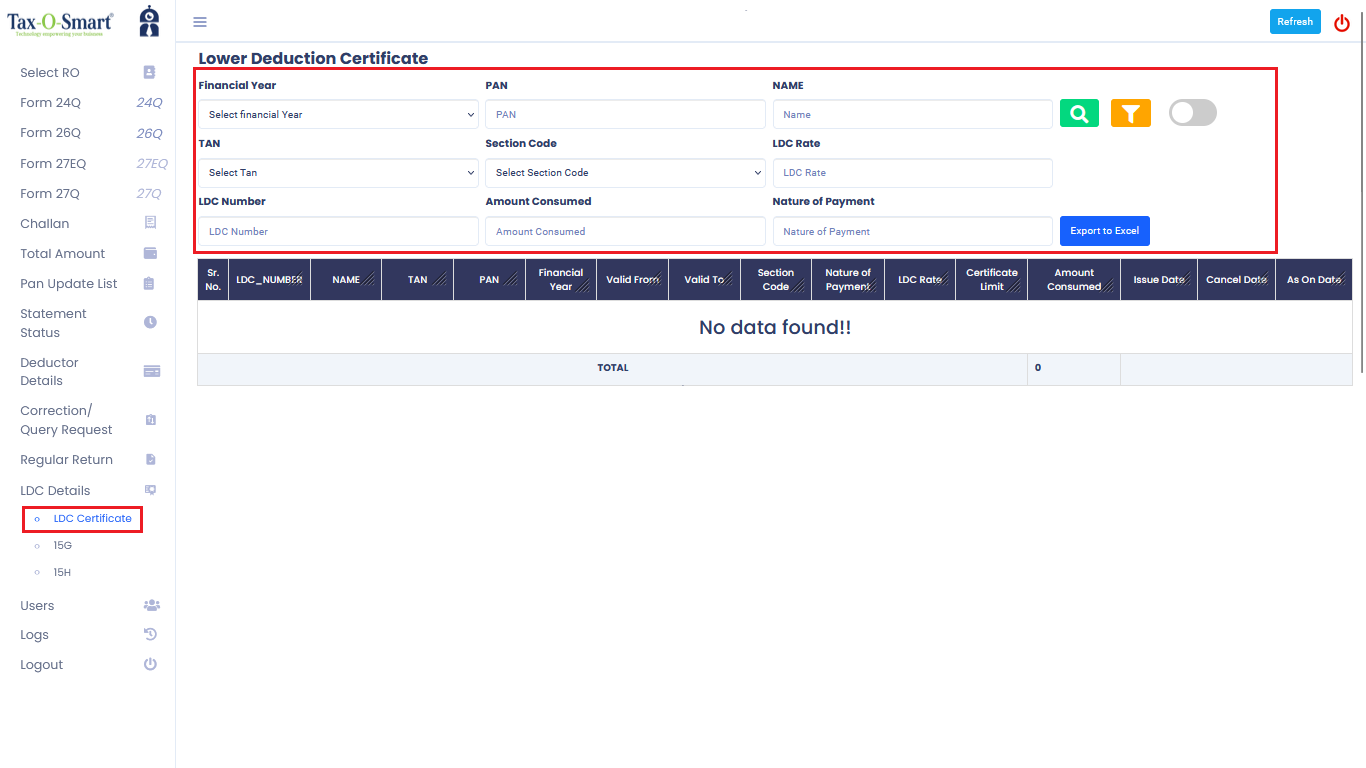 Tax-O-Smart®
Technology empowering your business
Refresh
Select RO
Form 24Q 24Q
Form 26Q 26Q
Form 27EQ 27EQ
Form 27Q 27Q
Challan
Total Amount
Pan Update List
Statement
Status
Deductor
Details
Correction/
Query Request
Regular Return
LDC Details
LDC Certificate
15G
15H
Users
Logs
Logout
Lower Deduction Certificate
Financial Year PAN NAME
Select financial Year PAN Name
TAN Section Code LDC Rate
Select Tan Select Section Code LDC Rate
LDC Number Amount Consumed Nature of Payment
LDC Number Amount Consumed Nature of Payment Export to Excel
Sr. No. LDC_NUMBER NAME TAN PAN Financial Year Valid From Valid To Section Code Nature of Payment LDC Rate Certificate Limit Amount Consumed Issue Date Cancel Date As On Date
No data found!!
TOTAL 0